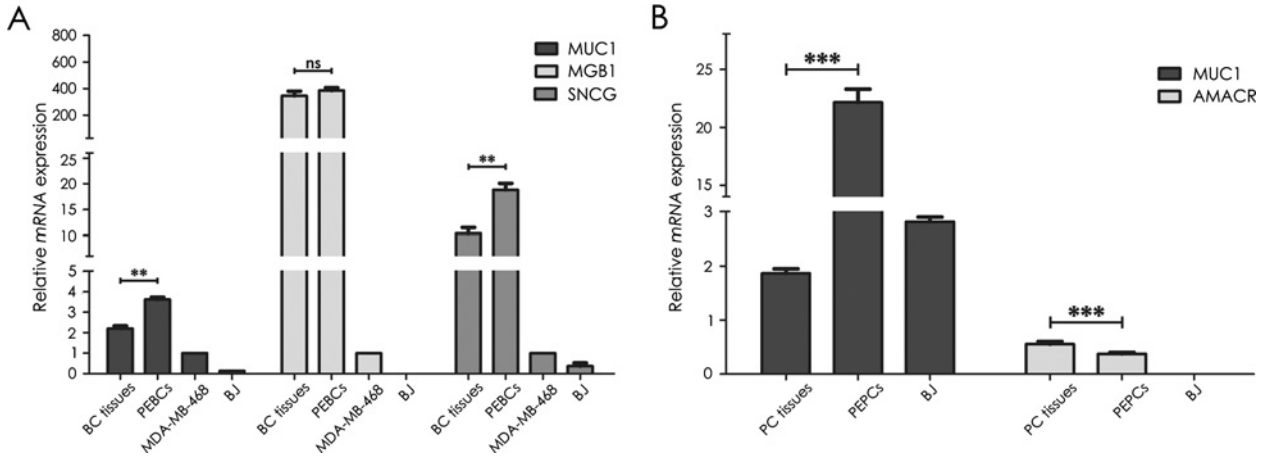 A
Relative mRNA expression
800
600
400
200
25
20
15
10
5
4
3
2
1
0
**
ns
**
MUC1
MGB1
SNCG
BC tissues
PEBCs
MDA-MB-468
BJ
BC tissues
PEBCs
MDA-MB-468
BJ
BC tissues
PEBCs
MDA-MB-468
BJ
B
Relative mRNA expression
25
20
15
3
2
1
0
***
***
MUC1
AMACR
PC tissues
PEPCs
BJ
PC tissues
PEPCs
BJ